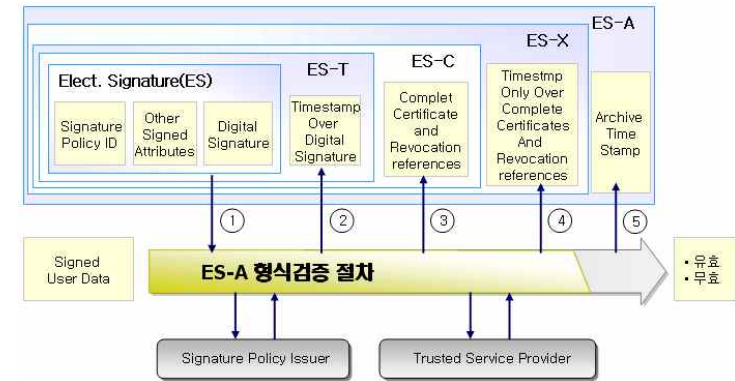 ES-A
ES-X
ES-C
ES-T
Elect. Signature(ES)
Signature
Policy ID
Other
Signed
Attributes
Digital
Signature
Timestamp
Over
Digital
Signature
Complet
Certificate
and
Revocation
references
Timestmp
Only Over
Complete
Certificates
And
Revocation
references
Archive
Time
Stamp
①
②
③
④
⑤
Signed
User Data
ES-A 형식검증 절차
• 유효
• 무효
Signature Policy Issuer
Trusted Service Provider